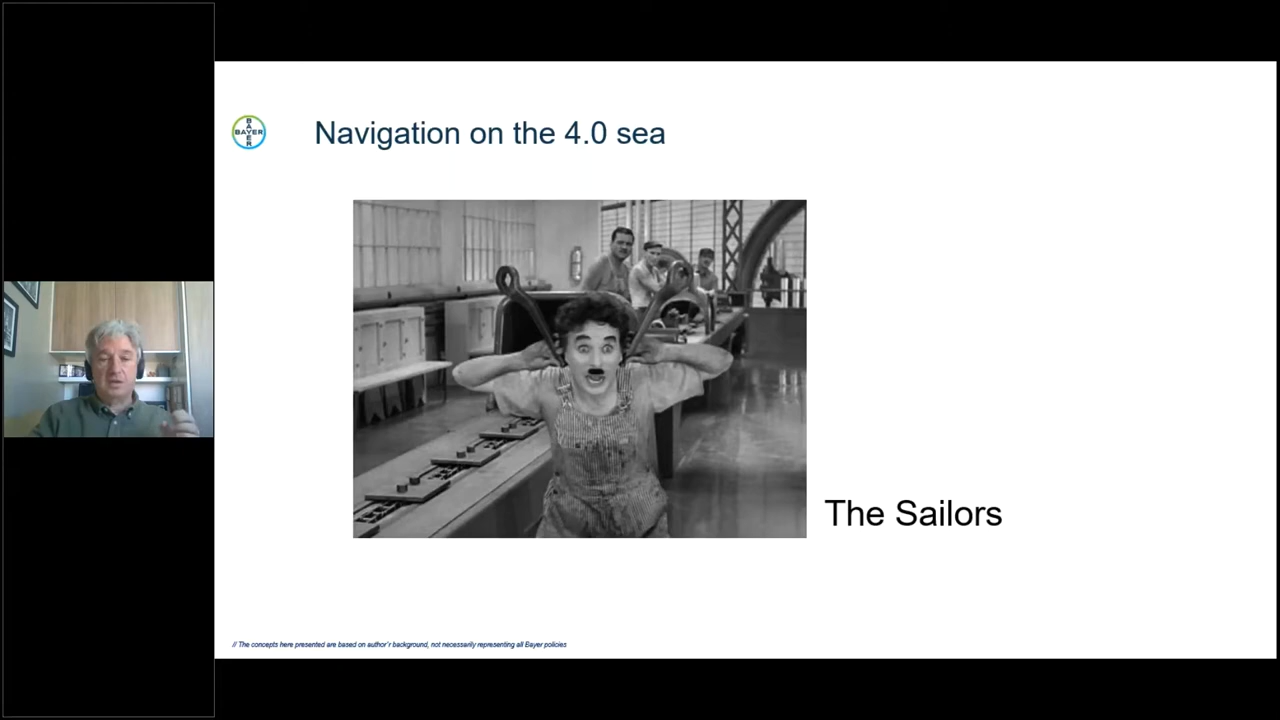 BAYER
BAYER
Navigation on the 4.0 sea
The Sailors
// The concepts here presented are based on author'r background, not necessarily representing all Bayer policies